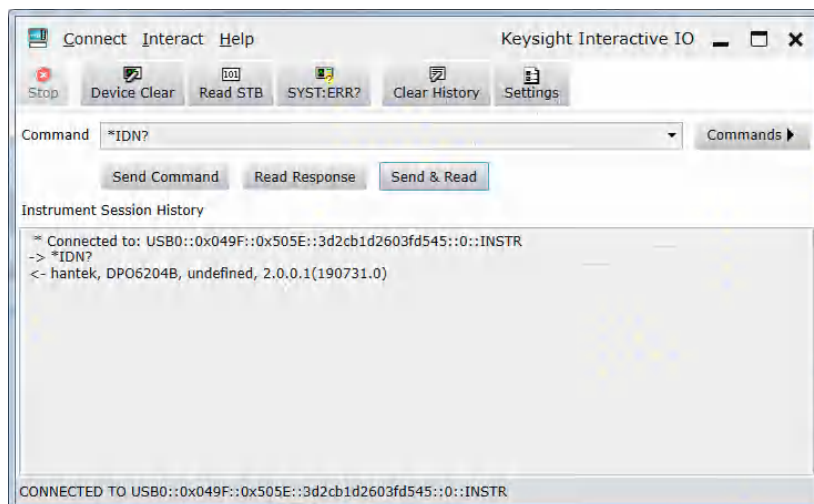 Connect Interact Help Keysight Interactive IO
Stop Device Clear Read STB SYST:ERR? Clear History Settings
Command *IDN? Commands
Send Command Read Response Send & Read
Instrument Session History
* Connected to: USB0::0x049F::0x505E::3d2cb1d2603fd545::0::INSTR
-> *IDN?
<- hantek, DPO6204B, undefined, 2.0.0.1(190731.0)
CONNECTED TO USB0::0x049F::0x505E::3d2cb1d2603fd545::0::INSTR